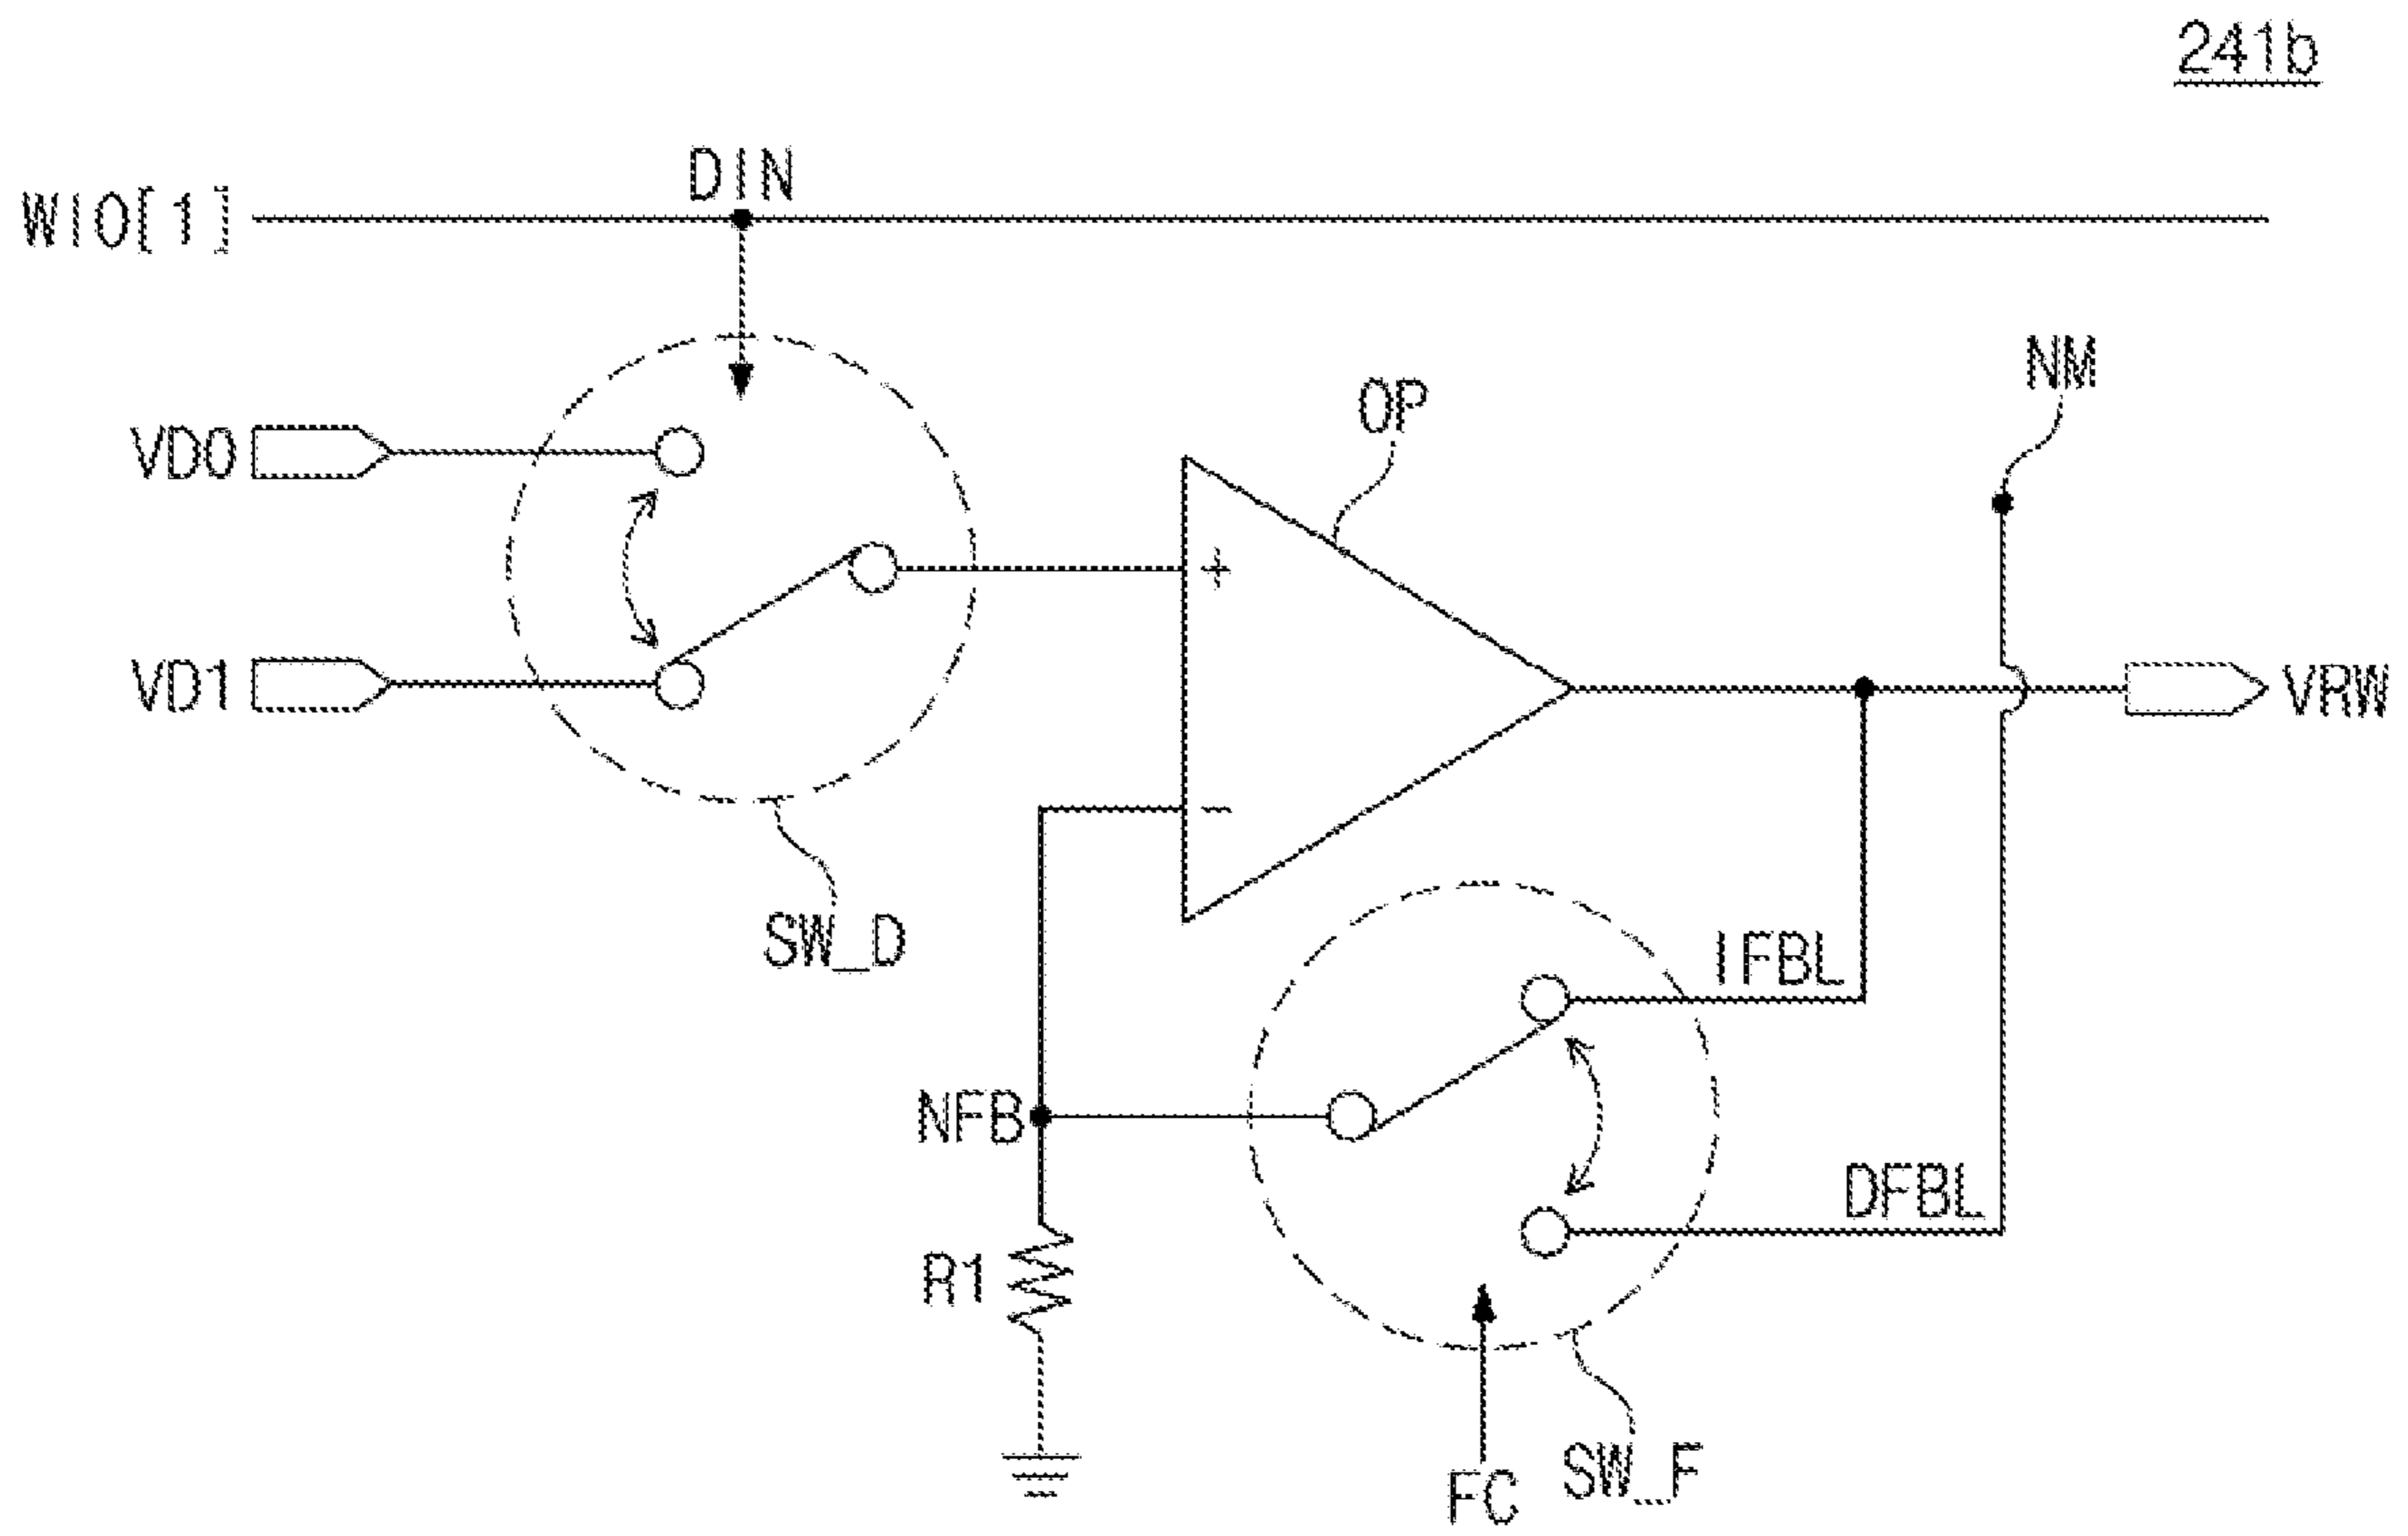 241b
DIN
WIO[1]
NM
OP
VD0
+
VD1
VRW
-
SW_D
IFBL
NFB
DFBL
R1
FC
SW_F